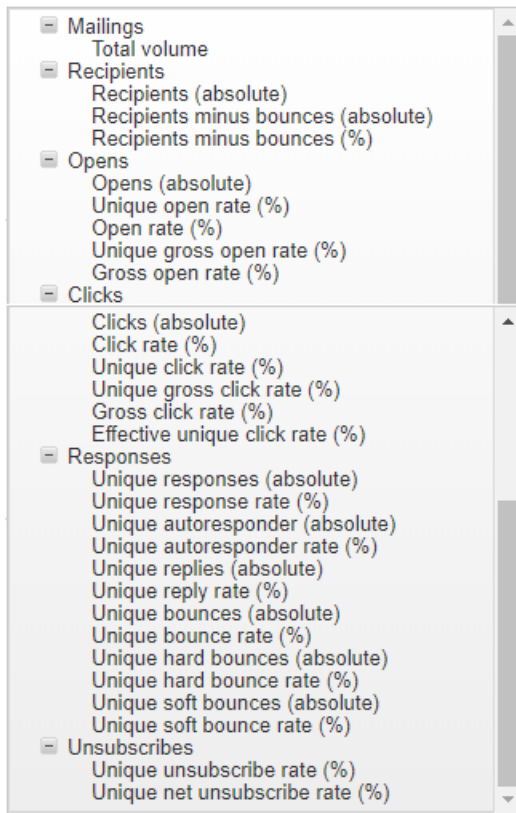 Mailings
Total volume
Recipients
Recipients (absolute)
Recipients minus bounces (absolute)
Recipients minus bounces (%)
Opens
Opens (absolute)
Unique open rate (%)
Open rate (%)
Unique gross open rate (%)
Gross open rate (%)
Clicks
Clicks (absolute)
Click rate (%)
Unique click rate (%)
Unique gross click rate (%)
Gross click rate (%)
Effective unique click rate (%)
Responses
Unique responses (absolute)
Unique response rate (%)
Unique autoresponder (absolute)
Unique autoresponder rate (%)
Unique replies (absolute)
Unique reply rate (%)
Unique bounces (absolute)
Unique bounce rate (%)
Unique hard bounces (absolute)
Unique hard bounce rate (%)
Unique soft bounces (absolute)
Unique soft bounce rate (%)
Unsubscribes
Unique unsubscribe rate (%)
Unique net unsubscribe rate (%)